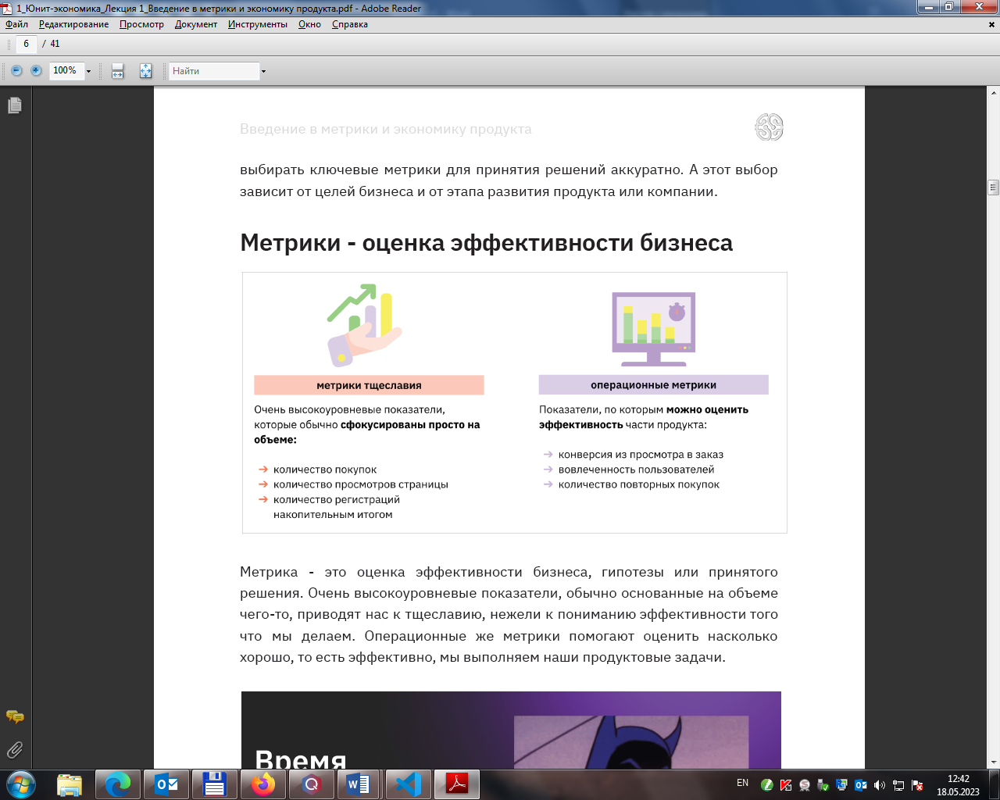 1_Юнит-экономика_Лекция 1_Введение в метрики и экономику продукта.pdf - Adobe Reader
Файл Редактирование Просмотр Документ Инструменты Окно Справка
6 / 41
100% Найти
Введение в метрики и экономику продукта
выбирать ключевые метрики для принятия решений аккуратно. А этот выбор
зависит от целей бизнеса и от этапа развития продукта или компании.
Метрики - оценка эффективности бизнеса
метрики тщеславия
Очень высокоуровневые показатели,
которые обычно сфокусированы просто на
объеме:
→ количество покупок
→ количество просмотров страницы
→ количество регистраций
накопительным итогом
операционные метрики
Показатели, по которым можно оценить
эффективность части продукта:
→ конверсия из просмотра в заказ
→ вовлеченность пользователей
→ количество повторных покупок
Метрика - это оценка эффективности бизнеса, гипотезы или принятого
решения. Очень высокоуровневые показатели, обычно основанные на объеме
чего-то, приводят нас к тщеславию, нежели к пониманию эффективности того
что мы делаем. Операционные же метрики помогают оценить насколько
хорошо, то есть эффективно, мы выполняем наши продуктовые задачи.
Время
EN
12:42
18.05.2023